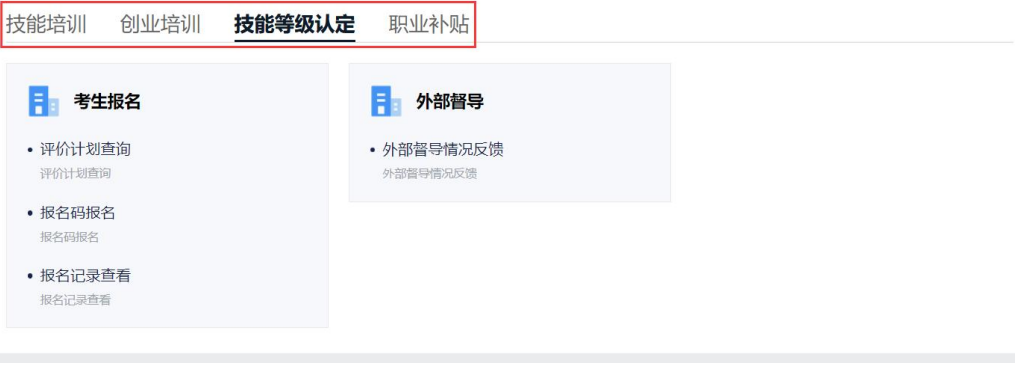 技能培训 创业培训 技能等级认定 职业补贴
考生报名
• 评价计划查询
评价计划查询
• 报名码报名
报名码报名
• 报名记录查看
报名记录查看
外部督导
• 外部督导情况反馈
外部督导情况反馈